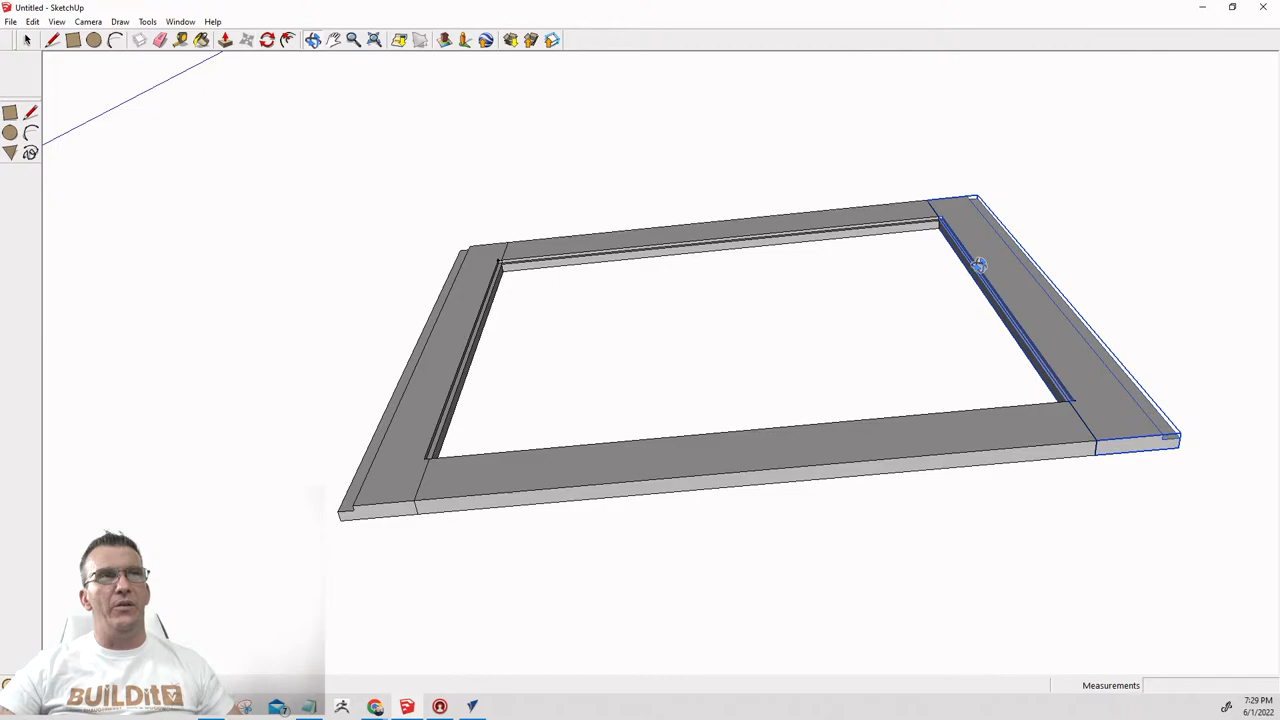 Untitled - SketchUp
File Edit View Camera Draw Tools Window Help
BUiLDiT
Measurements
7:29 PM
6/1/2022